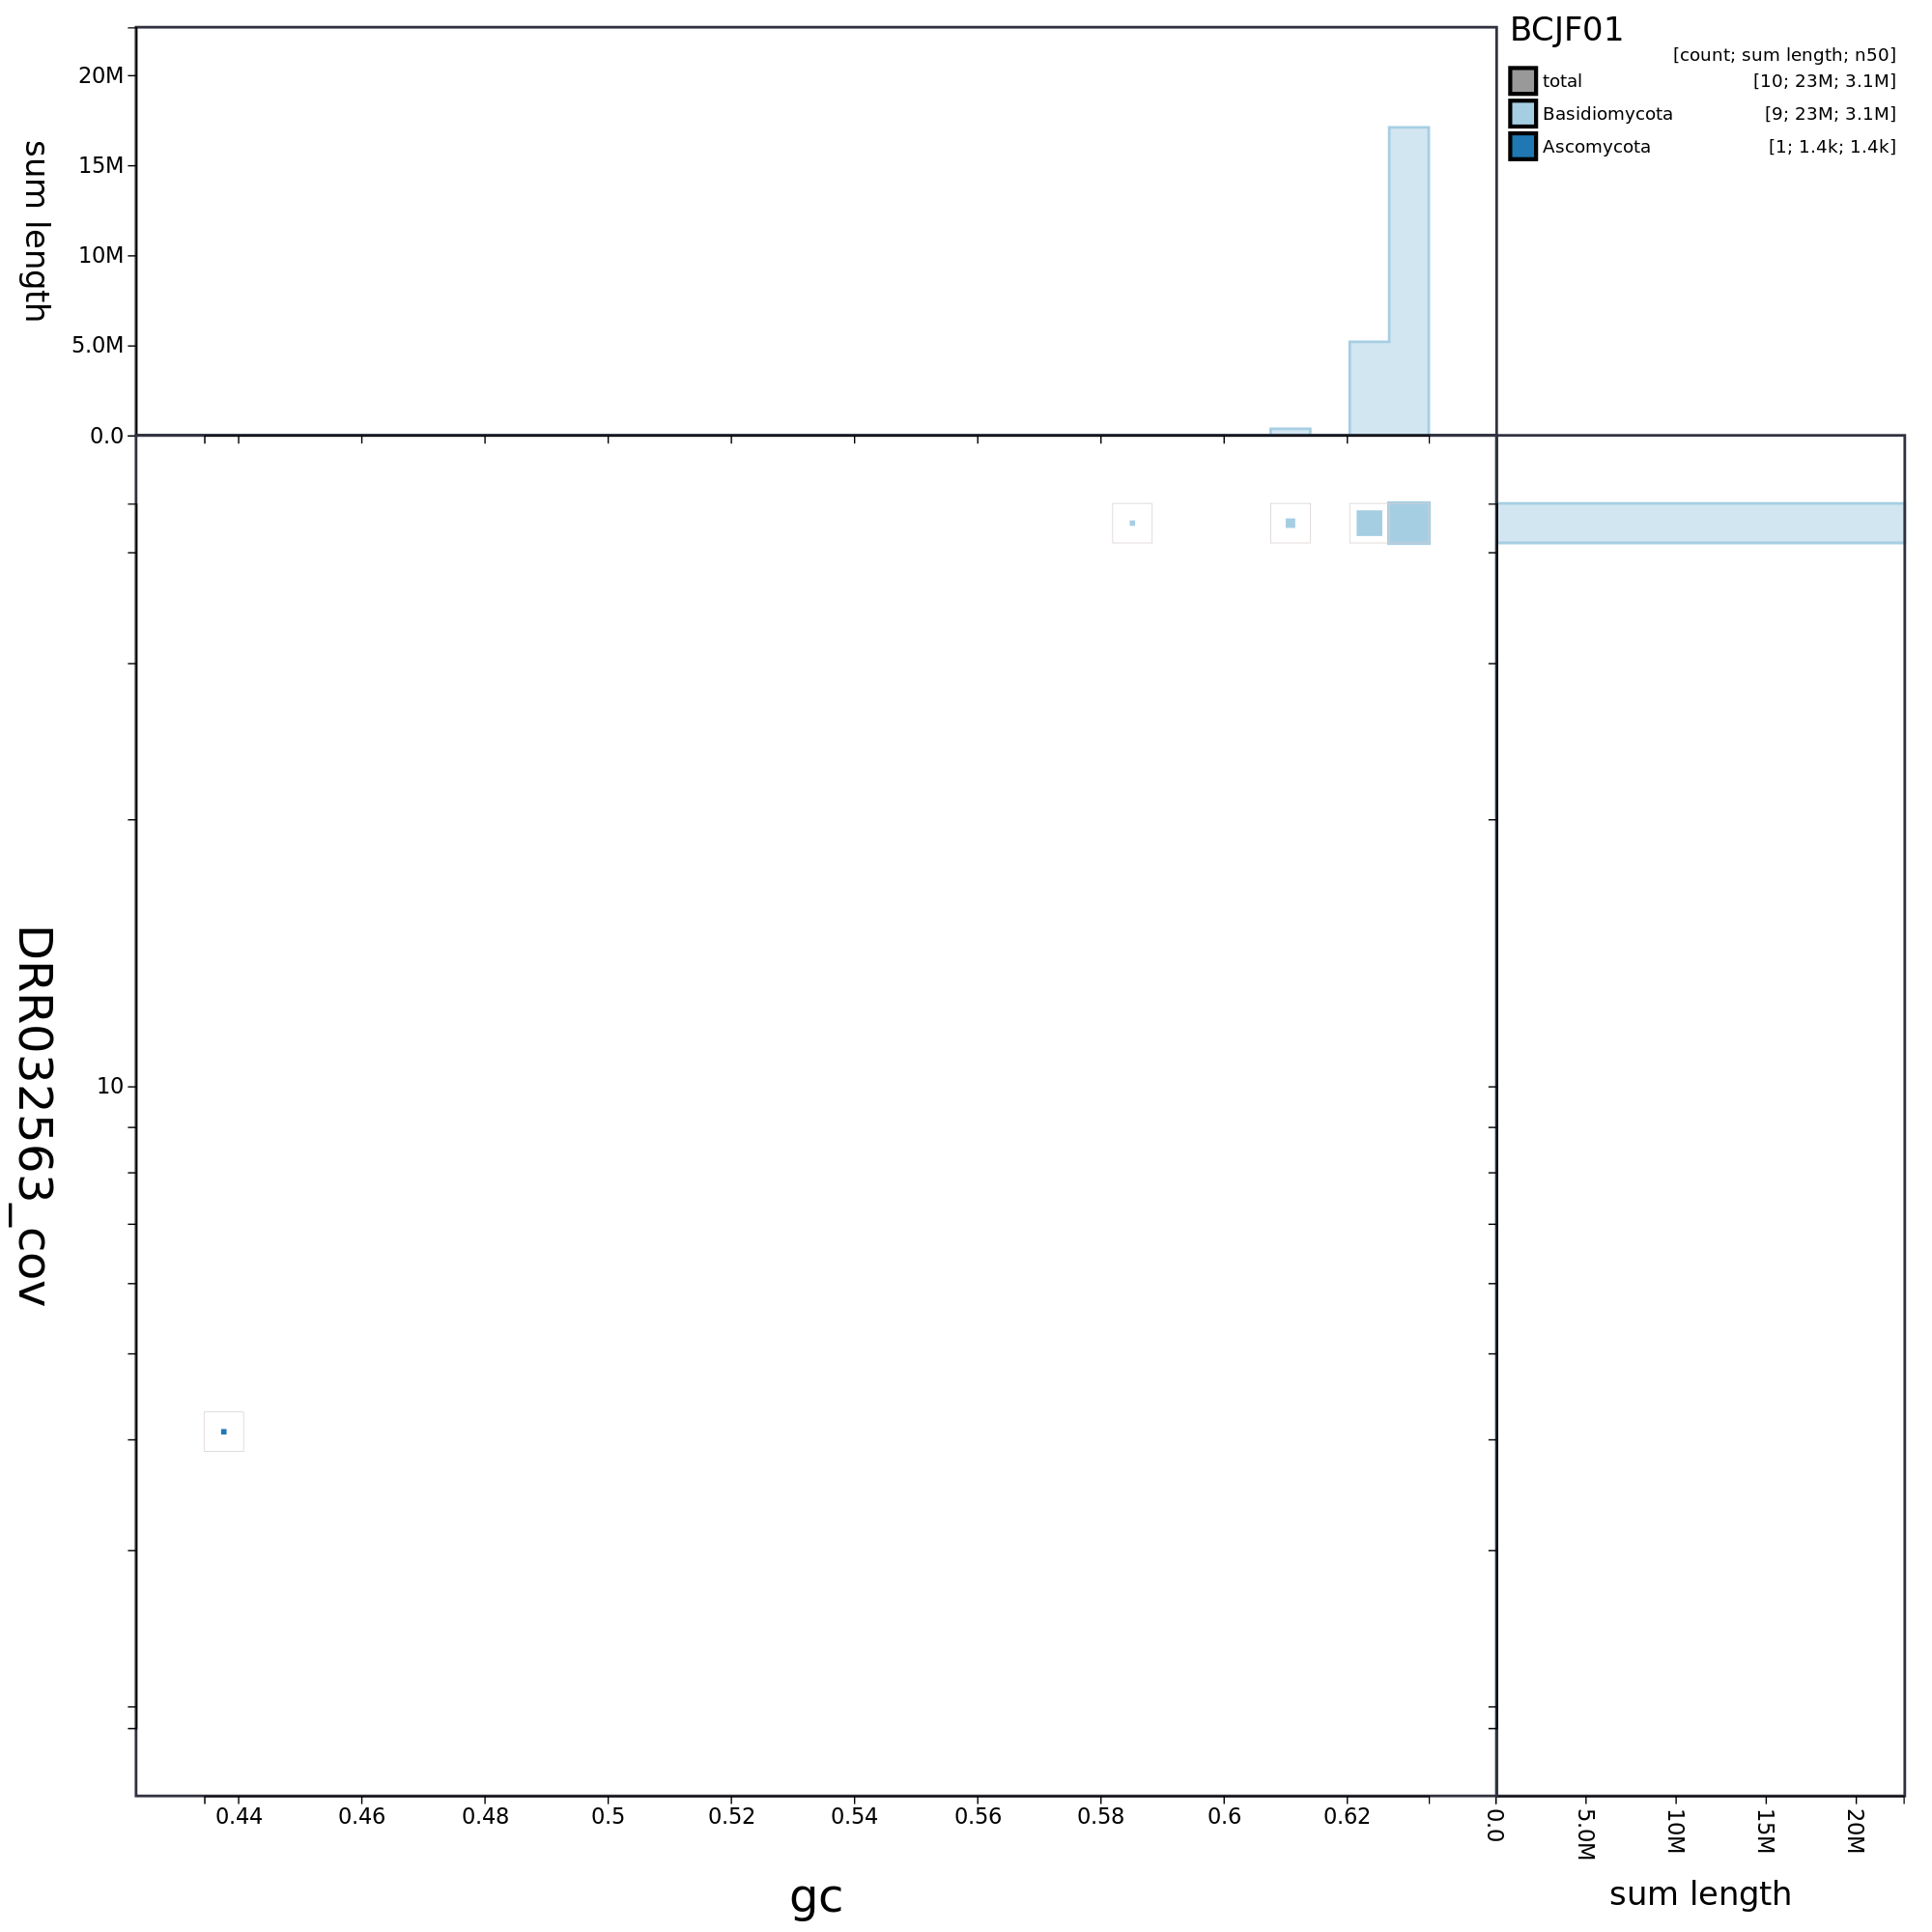 BCJF01
[count; sum length; n50]
total [10; 23M; 3.1M]
Basidiomycota [9; 23M; 3.1M]
Ascomycota [1; 1.4k; 1.4k]
20M
15M
10M
5.0M
0.0
sum length
10
DRR032563_cov
0.44 0.46 0.48 0.5 0.52 0.54 0.56 0.58 0.6 0.62
gc
0.0 5.0M 10M 15M 20M
sum length